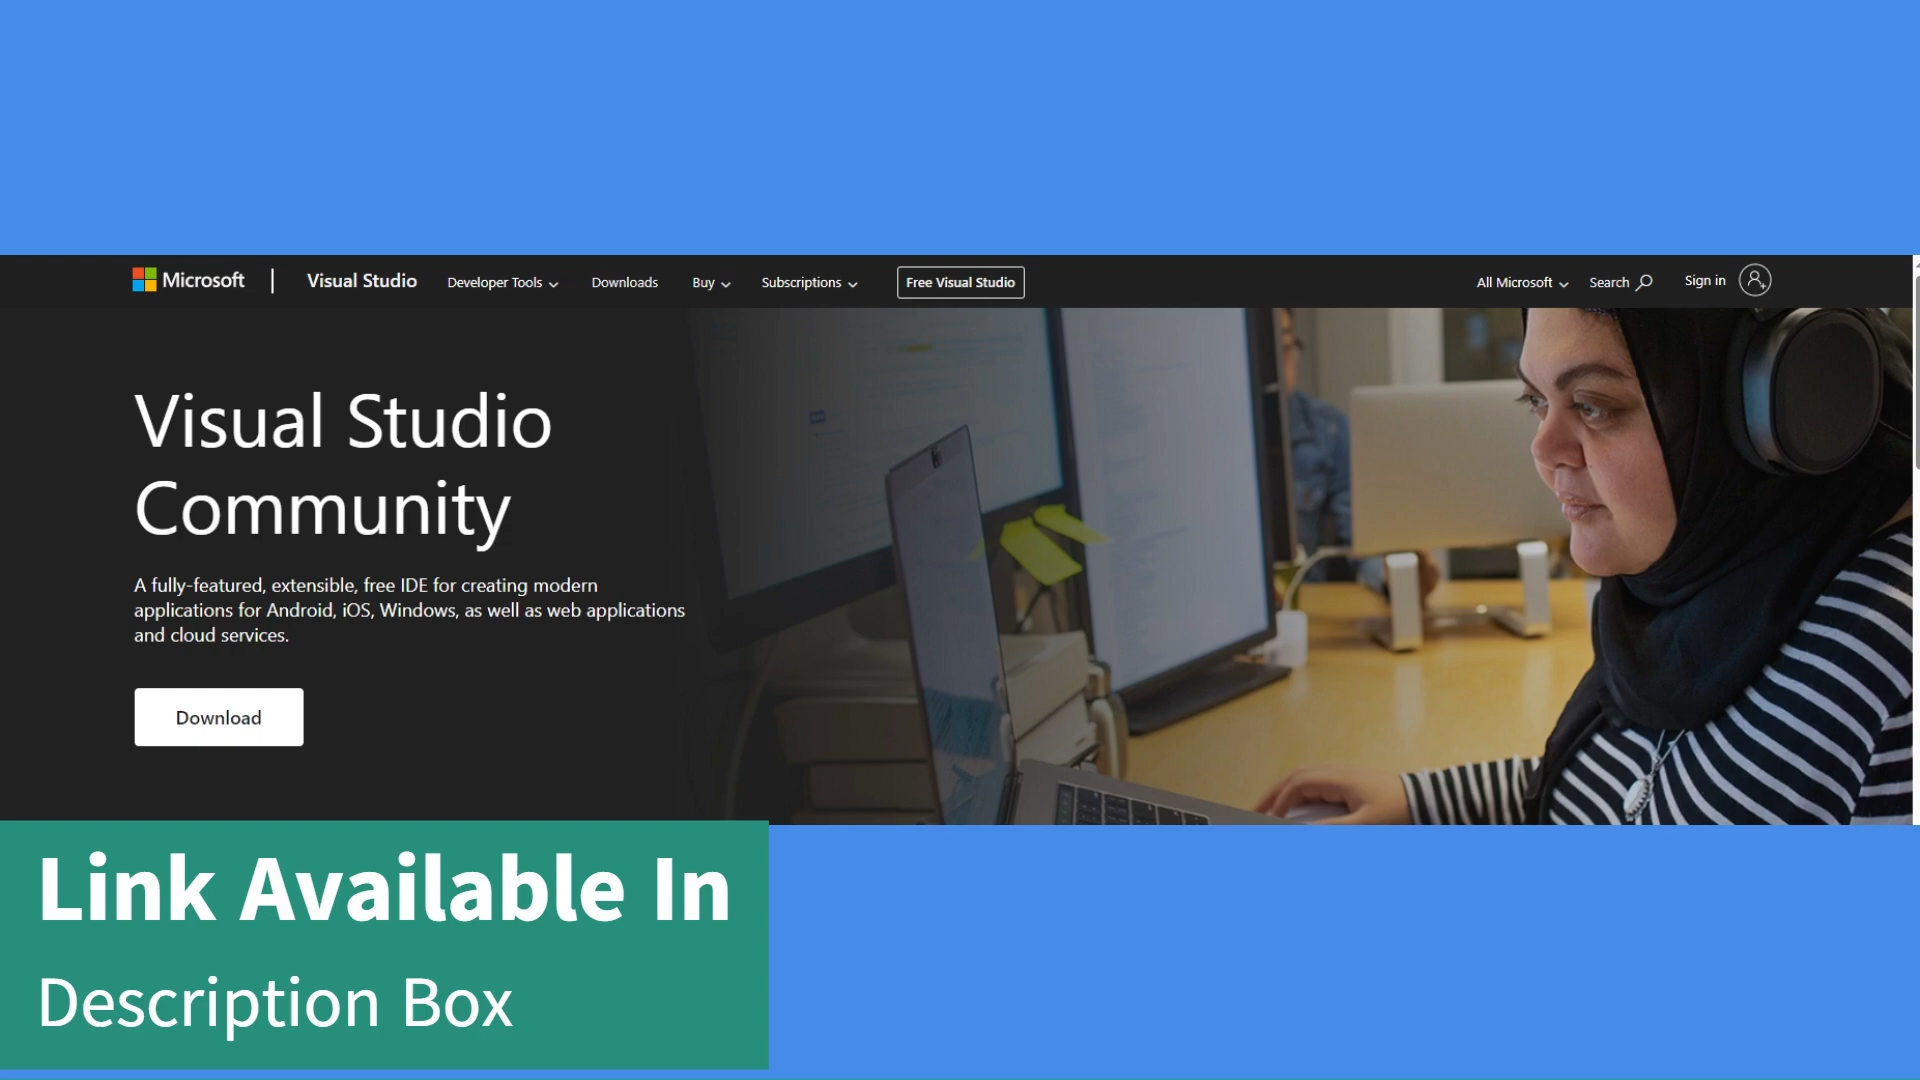 Microsoft | Visual Studio Developer Tools Downloads Buy Subscriptions Free Visual Studio All Microsoft Search Sign in
Visual Studio
Community
A fully-featured, extensible, free IDE for creating modern
applications for Android, iOS, Windows, as well as web applications
and cloud services.
Download
Link Available In
Description Box